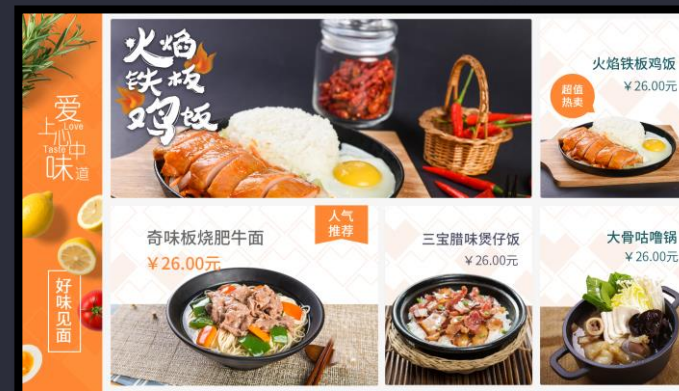 爱
上心中
Love
Taste
味道
好味见面
火焰
铁板
鸡饭
火焰铁板鸡饭
￥26.00元
超值
热卖
奇味板烧肥牛面
￥26.00元
人气
推荐
三宝腊味煲仔饭
￥26.00元
大骨咕噜锅
￥26.00元